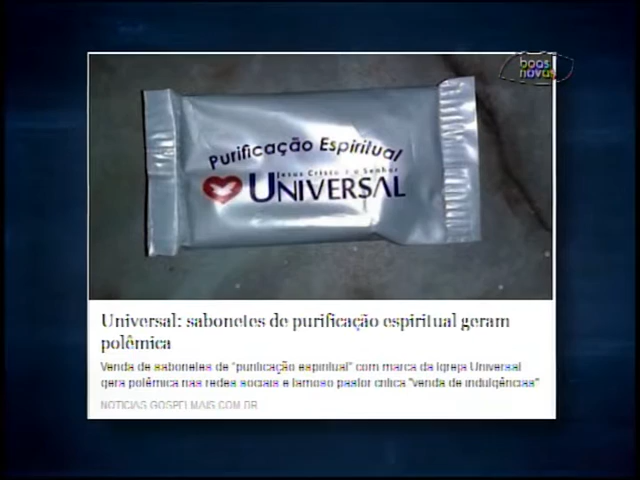 boas
novas
Purificação Espiritual
Jesus Cristo é o Senhor
UNIVERSAL
Universal: sabonetes de purificação espiritual geram
polêmica
Venda de sabonetes de "purificação espiritual" com marca da Igreja Universal
gera polêmica nas redes sociais e famoso pastor critica "venda de indulgências"
NOTICIAS.GOSPELMAIS.COM.BR